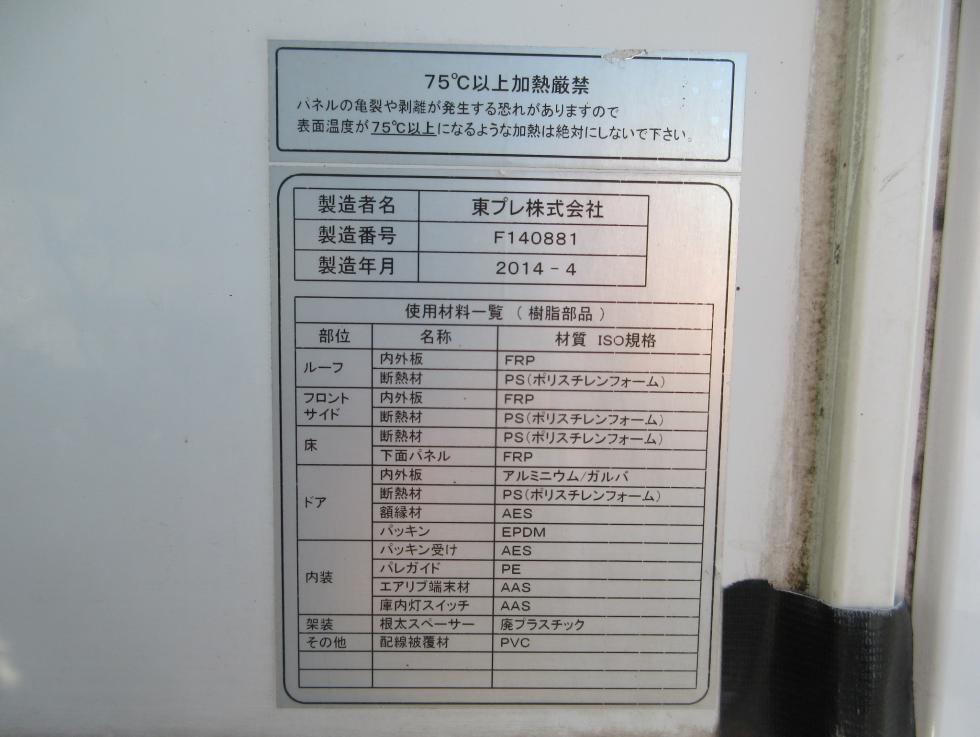 75℃以上加熱厳禁
パネルの亀裂や剥離が発生する恐れがありますので
表面温度が75℃以上になるような加熱は絶対にしないで下さい。
製造者名 東プレ株式会社
製造番号 F140881
製造年月 2014-4
使用材料一覧 (樹脂部品)
部位 名称 材質 ISO規格
ルーフ 内外板 FRP
断熱材 PS(ポリスチレンフォーム)
フロント サイド 内外板 FRP
断熱材 PS(ポリスチレンフォーム)
床 断熱材 PS(ポリスチレンフォーム)
下面パネル FRP
ドア 内外板 アルミニウム/ガルバ
断熱材 PS(ポリスチレンフォーム)
額縁材 AES
パッキン EPDM
内装 パッキン受け AES
パレガイド PE
エアリブ端末材 AAS
庫内灯スイッチ AAS
架装 根太スペーサー 廃プラスチック
その他 配線被覆材 PVC